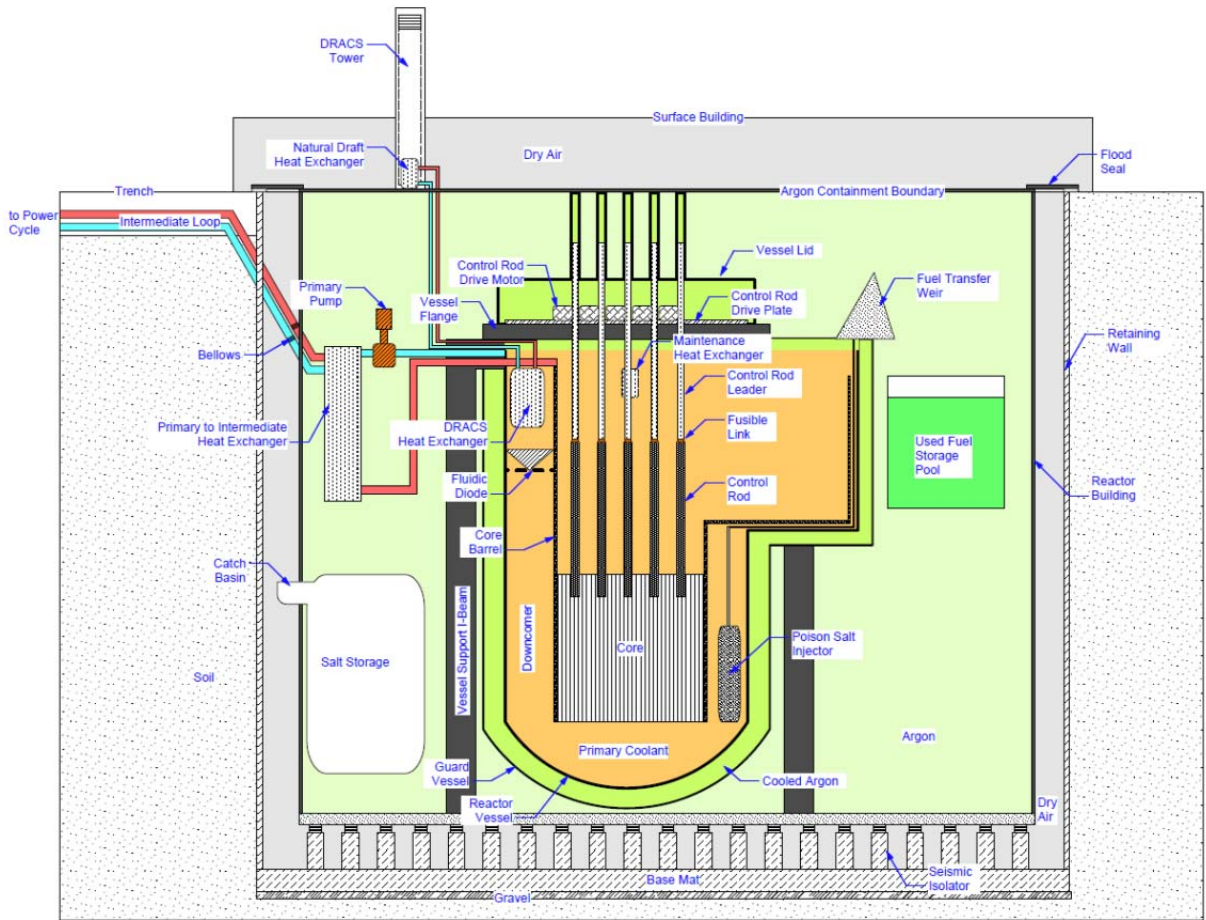 DRACS
Tower
Surface Building
Natural Draft
Heat Exchanger
Dry Air
Flood
Seal
Trench
Argon Containment Boundary
to Power
Cycle
Intermediate Loop
Vessel Lid
Control Rod
Drive Motor
Fuel Transfer
Weir
Primary
Pump
Vessel
Flange
Control Rod
Drive Plate
Retaining
Wall
Bellows
Maintenance
Heat Exchanger
Control Rod
Leader
Primary to Intermediate
Heat Exchanger
DRACS
Heat Exchanger
Fusible
Link
Used Fuel
Storage
Pool
Fluidic
Diode
Control
Rod
Reactor
Building
Core
Barrel
Catch
Basin
Vessel Support I-Beam
Downcomer
Salt Storage
Core
Poison Salt
Injector
Soil
Argon
Primary Coolant
Guard
Vessel
Cooled Argon
Reactor
Vessel
Dry
Air
Base Mat
Seismic
Isolator
Gravel